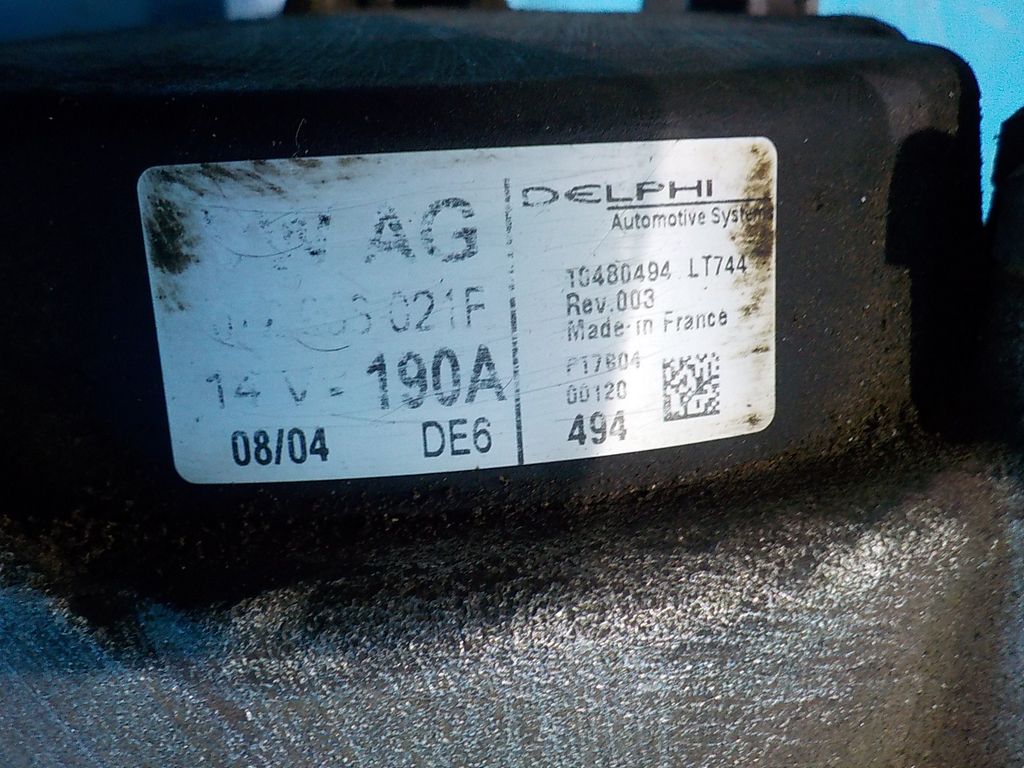 AG
021F
14 V - 190A
08/04 DE6
DELPHI
Automotive Systems
10480494 LT744
Rev.003
Made in France
P17604
00120
494